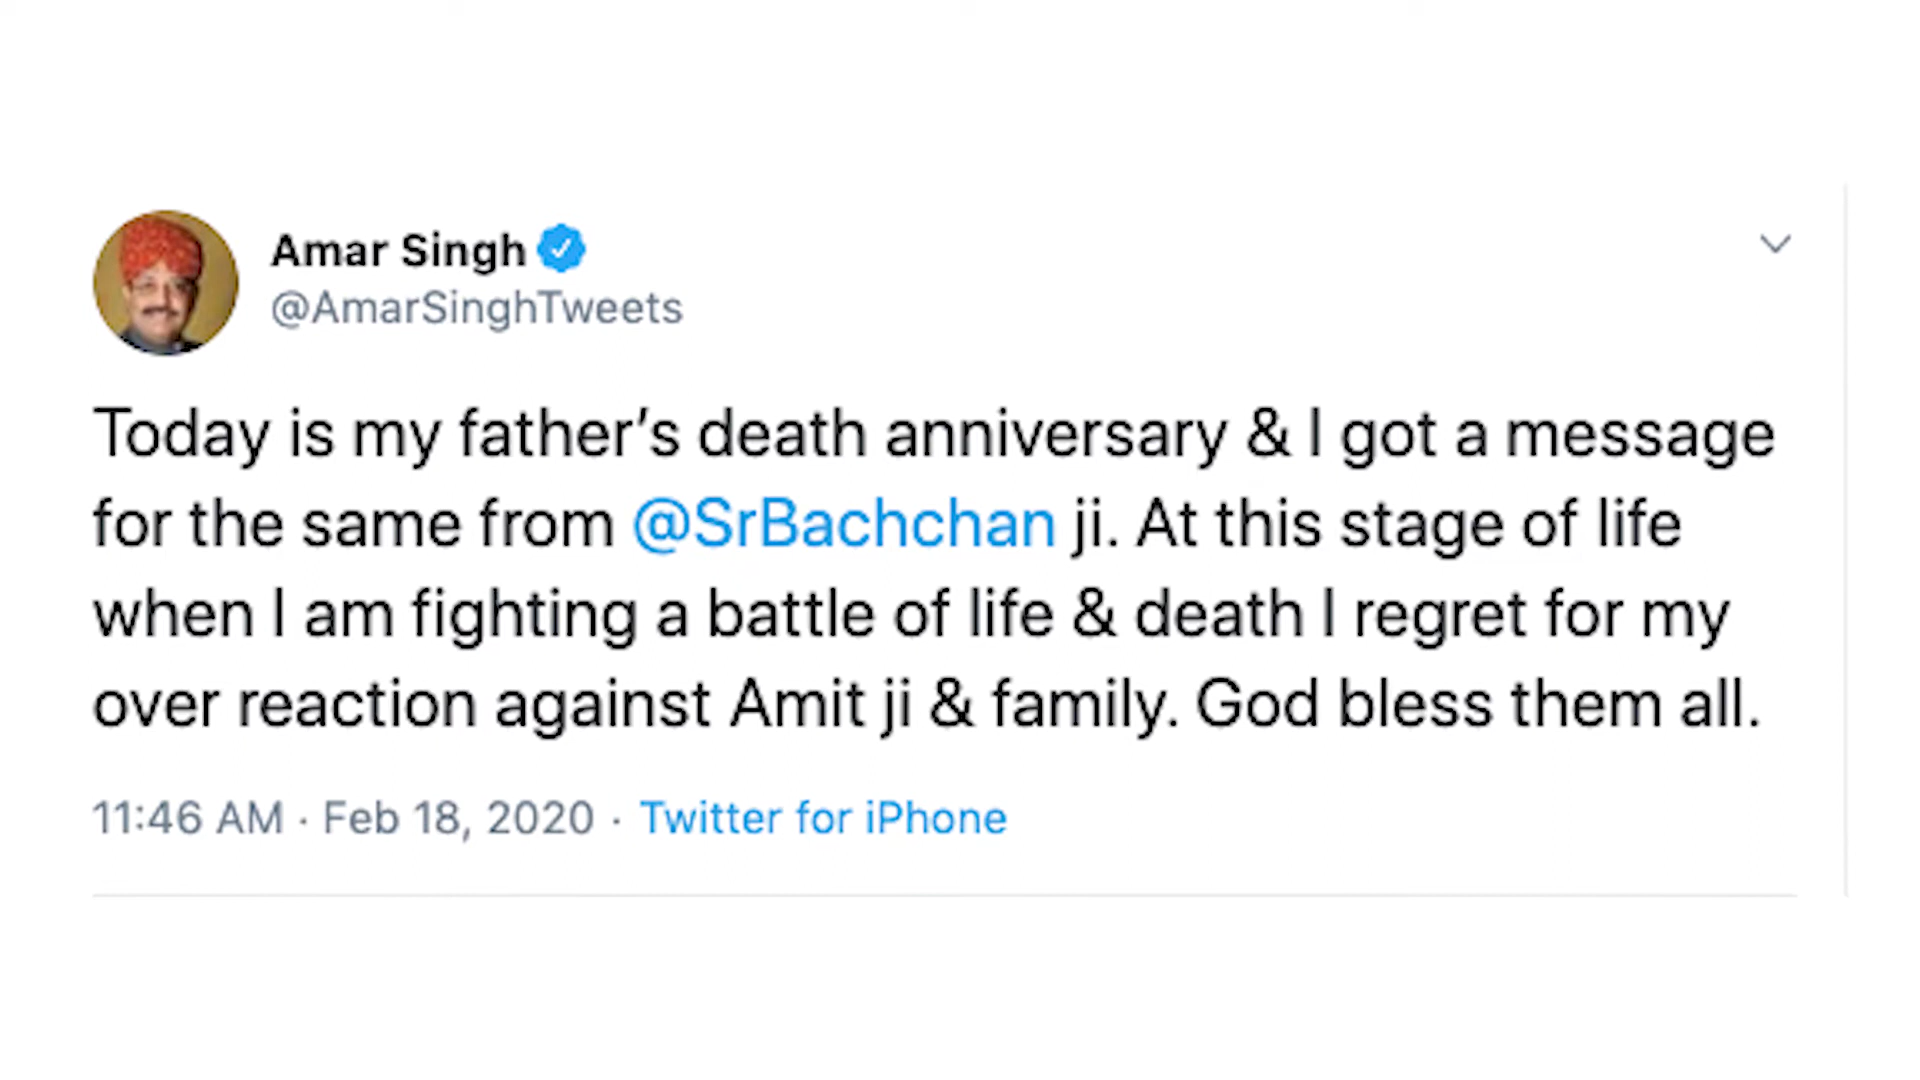 Amar Singh
@AmarSinghTweets
Today is my father’s death anniversary & I got a message
for the same from @SrBachchan ji. At this stage of life
when I am fighting a battle of life & death I regret for my
over reaction against Amit ji & family. God bless them all.
11:46 AM · Feb 18, 2020 · Twitter for iPhone